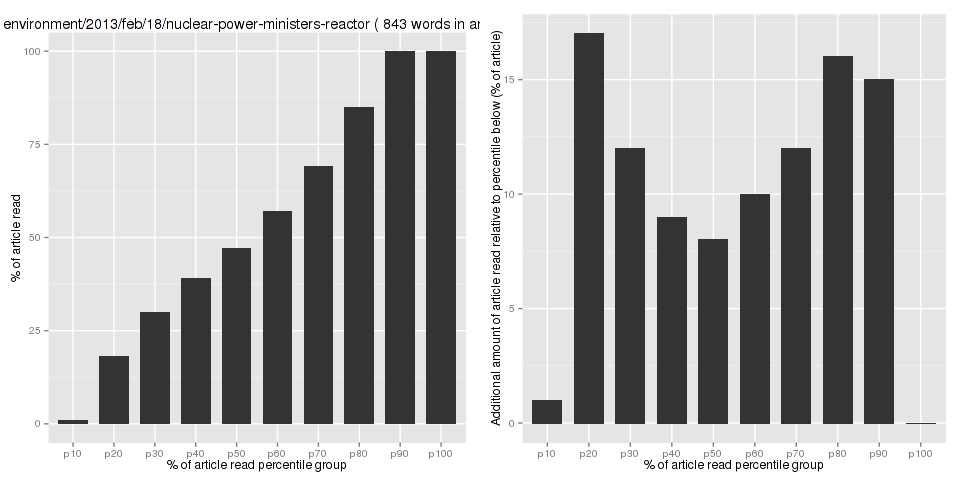 environment/2013/feb/18/nuclear-power-ministers-reactor ( 843 words in ar
100
75
50
25
0
% of article read
p10 p20 p30 p40 p50 p60 p70 p80 p90 p100
% of article read percentile group
15
10
5
0
Additional amount of article read relative to percentile below (% of article)
p10 p20 p30 p40 p50 p60 p70 p80 p90 p100
% of article read percentile group